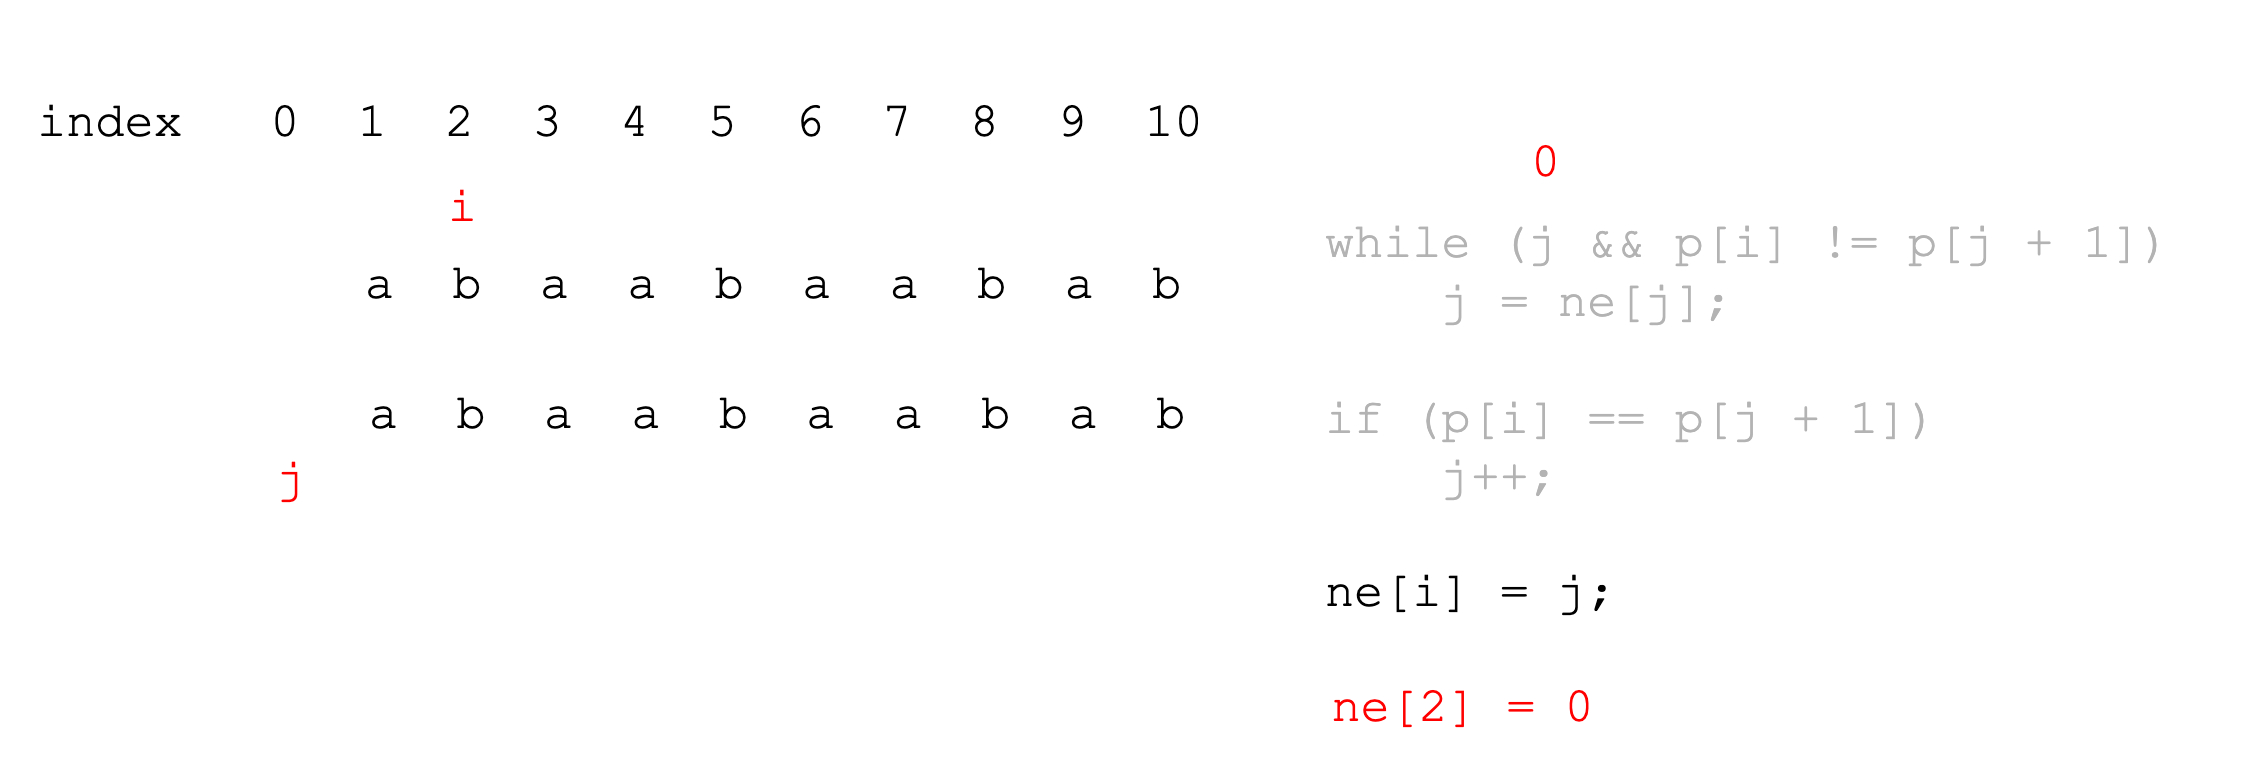 index 0 1 2 3 4 5 6 7 8 9 10
i
a b a a b a a b a b
a b a a b a a b a b
j
0
while (j && p[i] != p[j + 1])
    j = ne[j];
if (p[i] == p[j + 1])
    j++;
ne[i] = j;
ne[2] = 0